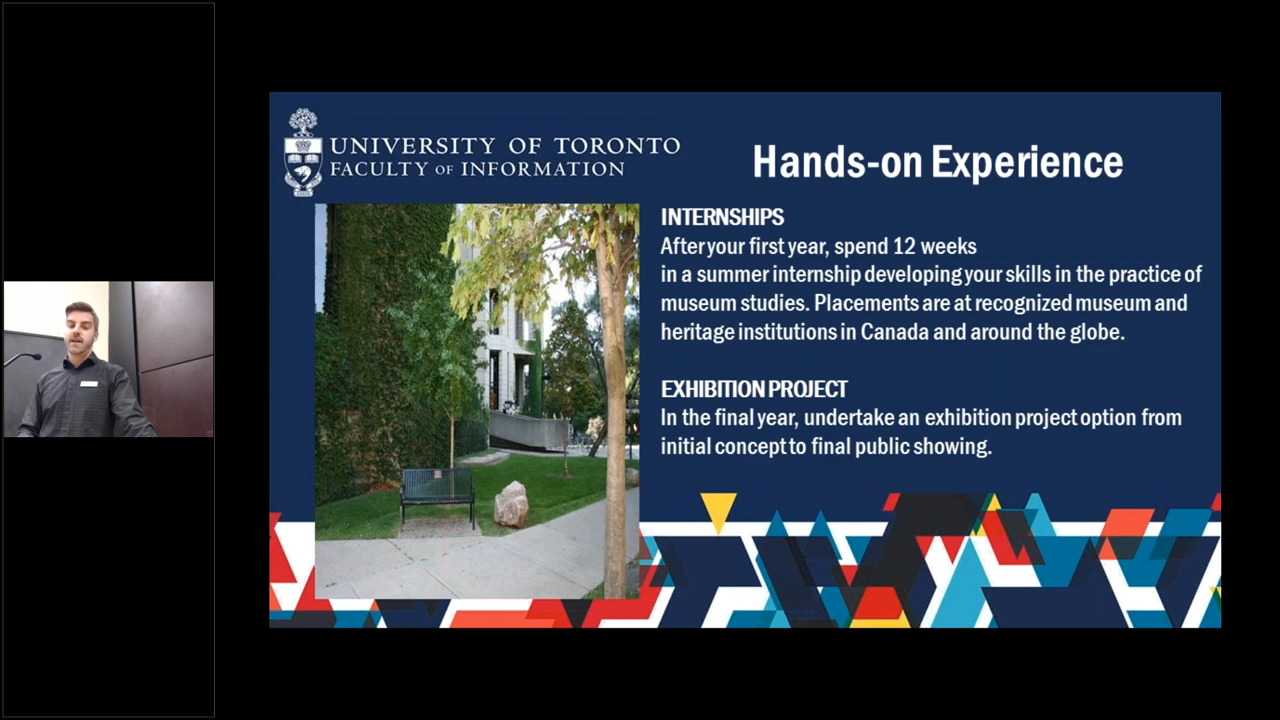 UNIVERSITY OF TORONTO
FACULTY OF INFORMATION
Hands-on Experience
INTERNSHIPS
After your first year, spend 12 weeks
in a summer internship developing your skills in the practice of
museum studies. Placements are at recognized museum and
heritage institutions in Canada and around the globe.
EXHIBITION PROJECT
In the final year, undertake an exhibition project option from
initial concept to final public showing.